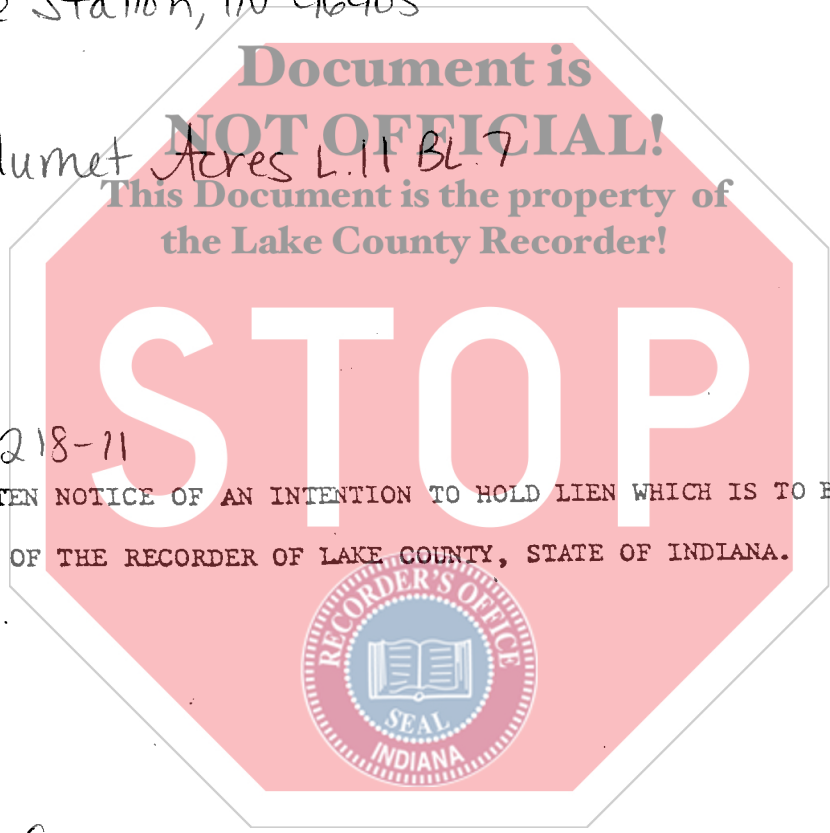 e Station, IN 46405
Document is
NOT OFFICIAL!
lumet Acres L.11 BL.7
This Document is the property of
the Lake County Recorder!
STOP
218-11
TEN NOTICE OF AN INTENTION TO HOLD LIEN WHICH IS TO B
OF THE RECORDER OF LAKE COUNTY, STATE OF INDIANA.
RECORDER'S OFFICE
SEAL
INDIANA